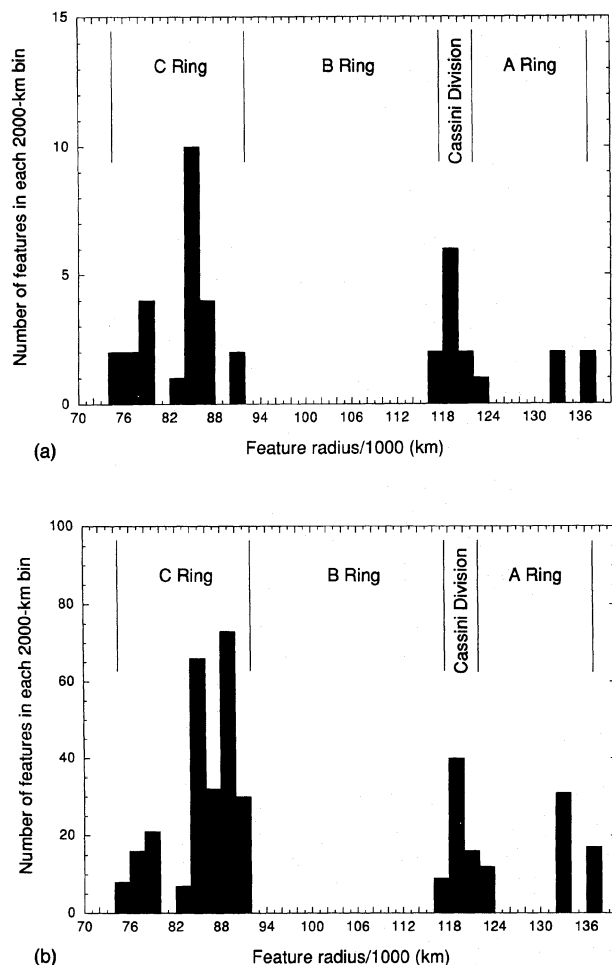 15
10
5
0
Number of features in each 2000-km bin
C Ring
B Ring
Cassini Division
A Ring
70 76 82 88 94 100 106 112 118 124 130 136
(a)
Feature radius/1000 (km)
100
80
60
40
20
0
Number of features in each 2000-km bin
C Ring
B Ring
Cassini Division
A Ring
70 76 82 88 94 100 106 112 118 124 130 136
(b)
Feature radius/1000 (km)